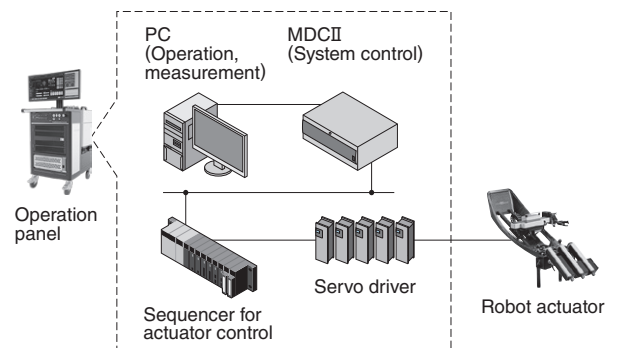 PC
(Operation,
measurement)
MDCⅡ
(System control)
Operation
panel
Servo driver
Sequencer for
actuator control
Robot actuator